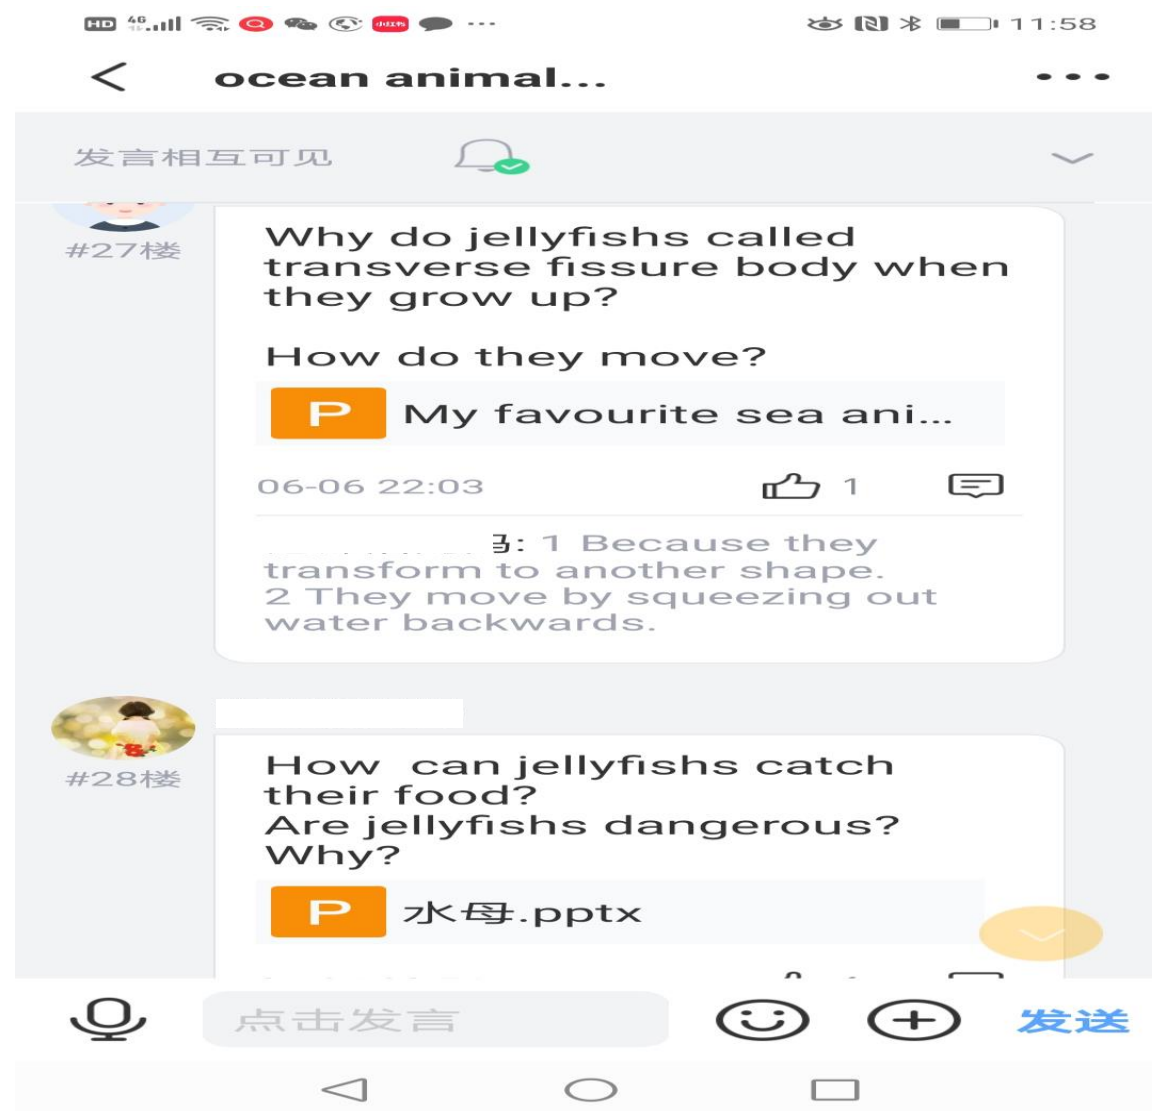 HD 4G 11:58
ocean animal...
发言相互可见
#27楼
Why do jellyfishs called
transverse fissure body when
they grow up?
How do they move?
P My favourite sea ani...
06-06 22:03 1
: 1 Because they
transform to another shape.
2 They move by squeezing out
water backwards.
#28楼
How can jellyfishs catch
their food?
Are jellyfishs dangerous?
Why?
P 水母.pptx
点击发言 发送